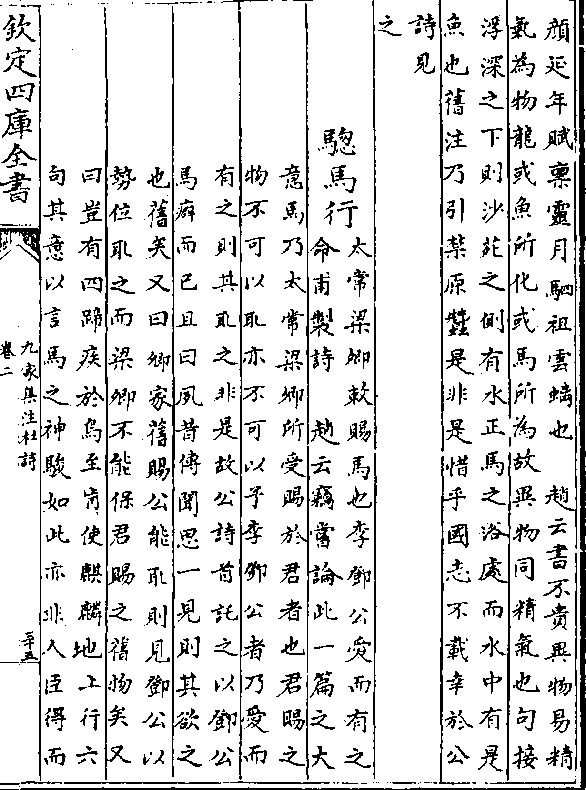 顔延年賦禀靈月駟祖雲螭也　趙云書不貴異物易精
氣為物龍或魚所化或馬所為故異物同精氣也句接
浮深之下則沙苑之側有水正馬之浴處而水中有是
魚也舊注乃引禁原蠶是非是惜乎國志不載幸於公
詩見
之
驄馬行太常梁卿敕賜馬也李鄧公愛而有之
命甫製詩　趙云竊嘗論此一篇之大
意馬乃太常梁卿所受賜於君者也君賜之
物不可以取亦不可以予李鄧公者乃愛而
有之則其取之非是故公詩首託之以鄧公
馬癖而已且曰夙昔傳聞思一見則其欲之
也舊矣又曰卿家舊賜公能取則見鄧公以
勢位取之而梁卿不能保君賜之舊物矣又
曰豈有四蹄疾於鳥至肯使麒麟地上行六
句其意以言馬之神駿如此亦非人臣得而
欽定四庫全書
九家集注杜詩
卷二
二十五